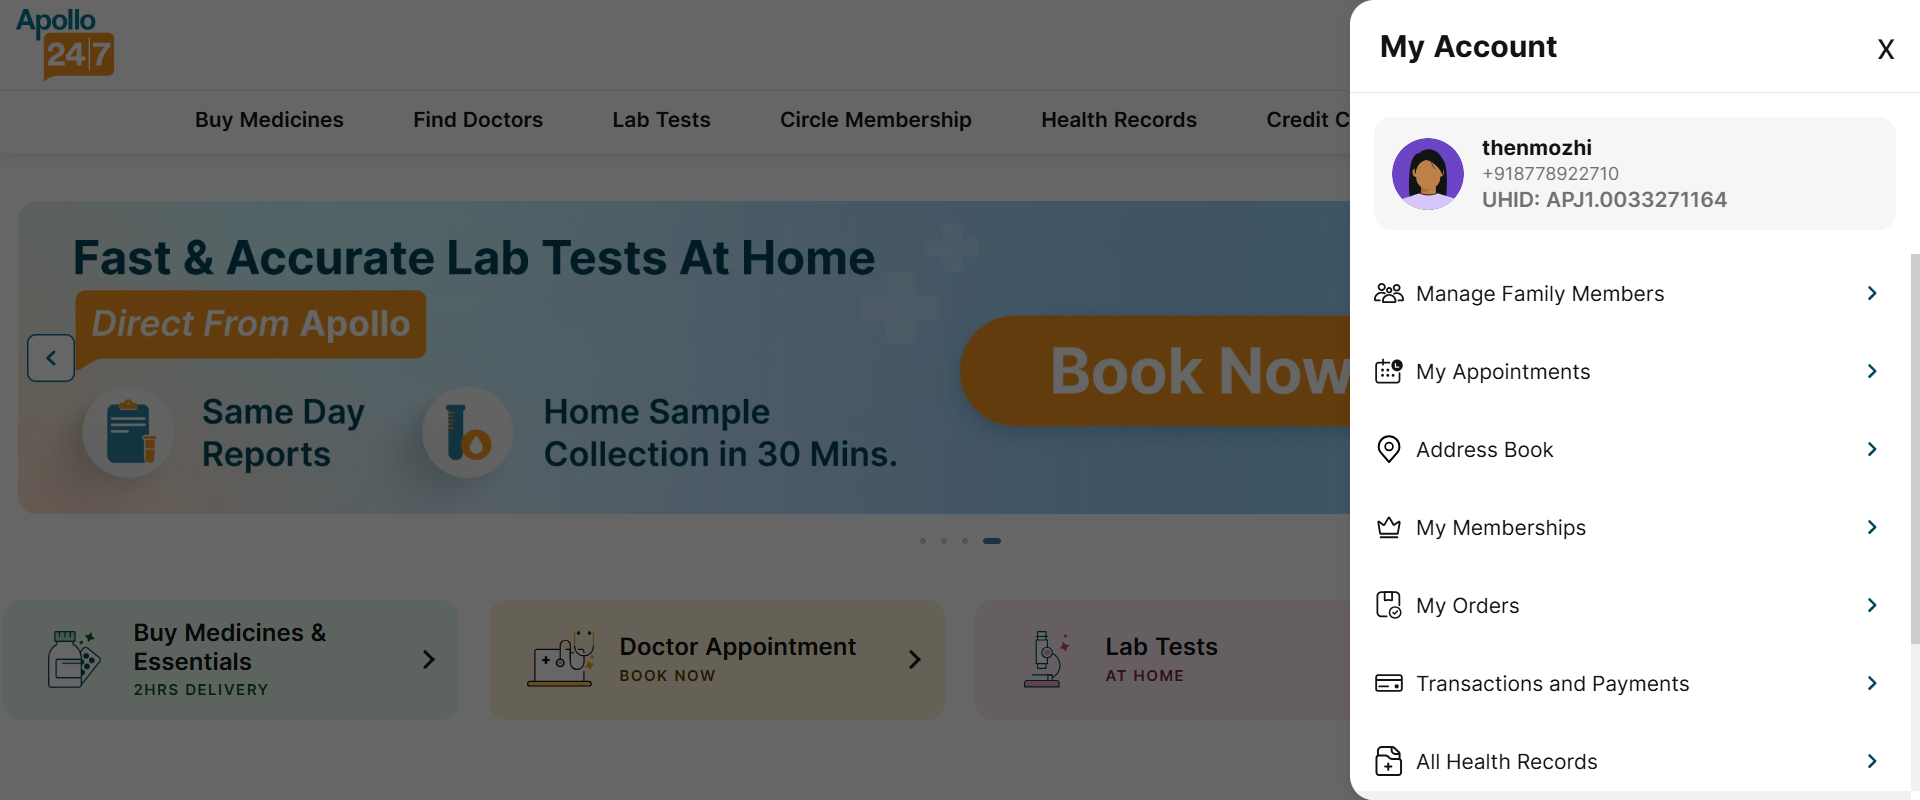 Apollo
24|7
Buy Medicines
Find Doctors
Lab Tests
Circle Membership
Health Records
Credit C
Fast & Accurate Lab Tests At Home
Direct From Apollo
Same Day
Reports
Home Sample
Collection in 30 Mins.
Book Now
Buy Medicines &
Essentials
2HRS DELIVERY
Doctor Appointment
BOOK NOW
Lab Tests
AT HOME
My Account
X
thenmozhi
+918778922710
UHID: APJ1.0033271164
Manage Family Members
My Appointments
Address Book
My Memberships
My Orders
Transactions and Payments
All Health Records